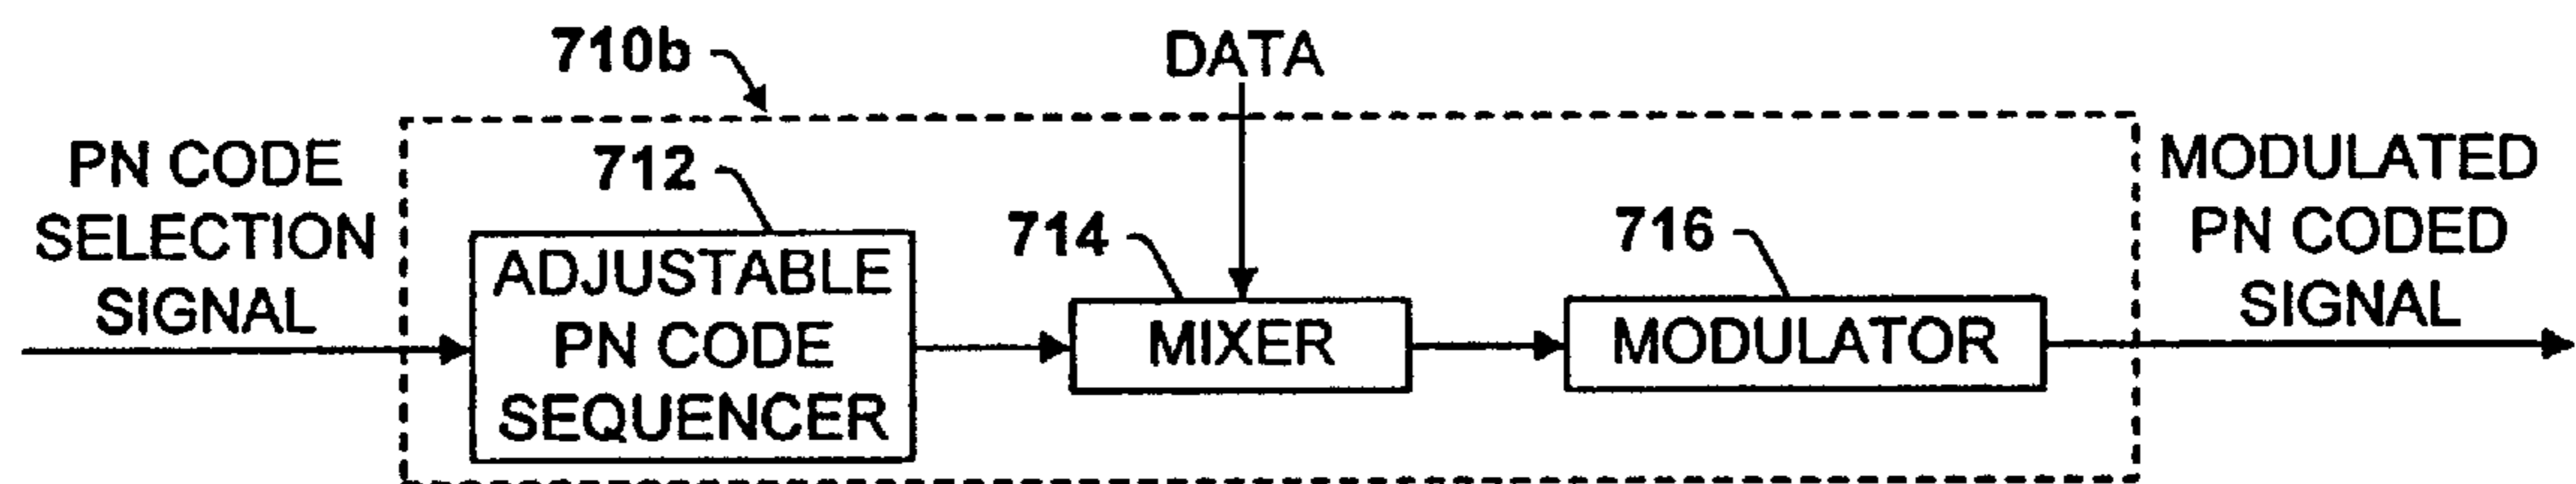 710b
DATA
PN CODE
SELECTION
SIGNAL
712
ADJUSTABLE
PN CODE
SEQUENCER
714
MIXER
716
MODULATOR
MODULATED
PN CODED
SIGNAL